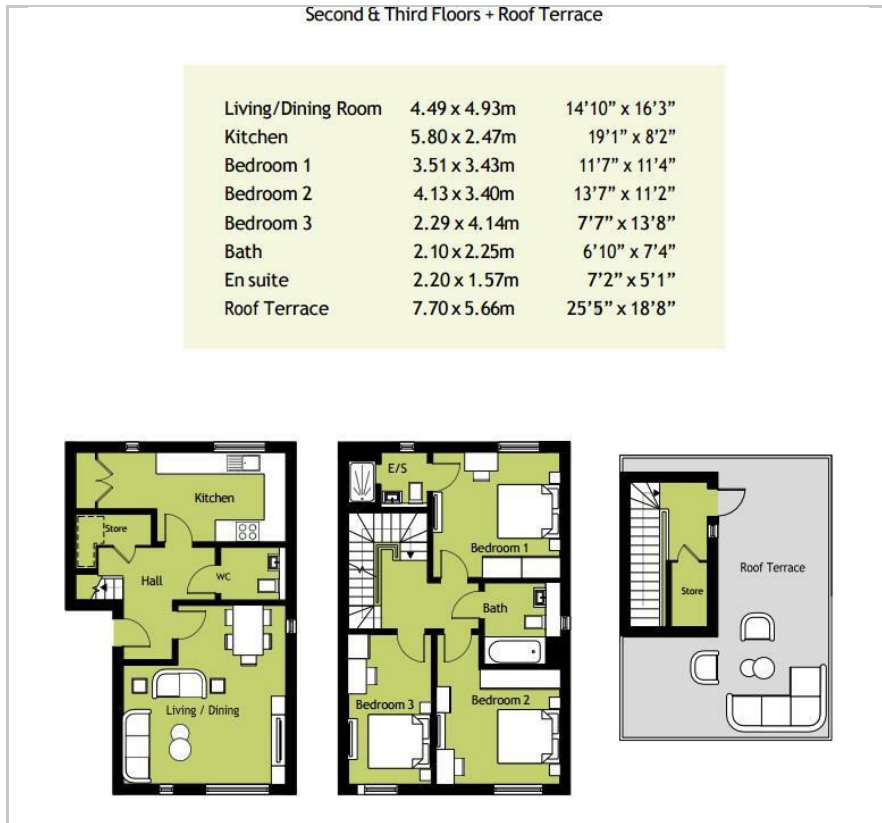 Second & Third Floors + Roof Terrace
Living/Dining Room 4.49 x 4.93m 14’10” x 16’3”
Kitchen 5.80 x 2.47m 19’1” x 8’2”
Bedroom 1 3.51 x 3.43m 11’7” x 11’4”
Bedroom 2 4.13 x 3.40m 13’7” x 11’2”
Bedroom 3 2.29 x 4.14m 7’7” x 13’8”
Bath 2.10 x 2.25m 6’10” x 7’4”
En suite 2.20 x 1.57m 7’2” x 5’1”
Roof Terrace 7.70 x 5.66m 25’5” x 18’8”
Kitchen
Store
Hall
WC
Living / Dining
E/S
Bedroom 1
Bath
Bedroom 3
Bedroom 2
Roof Terrace
Store